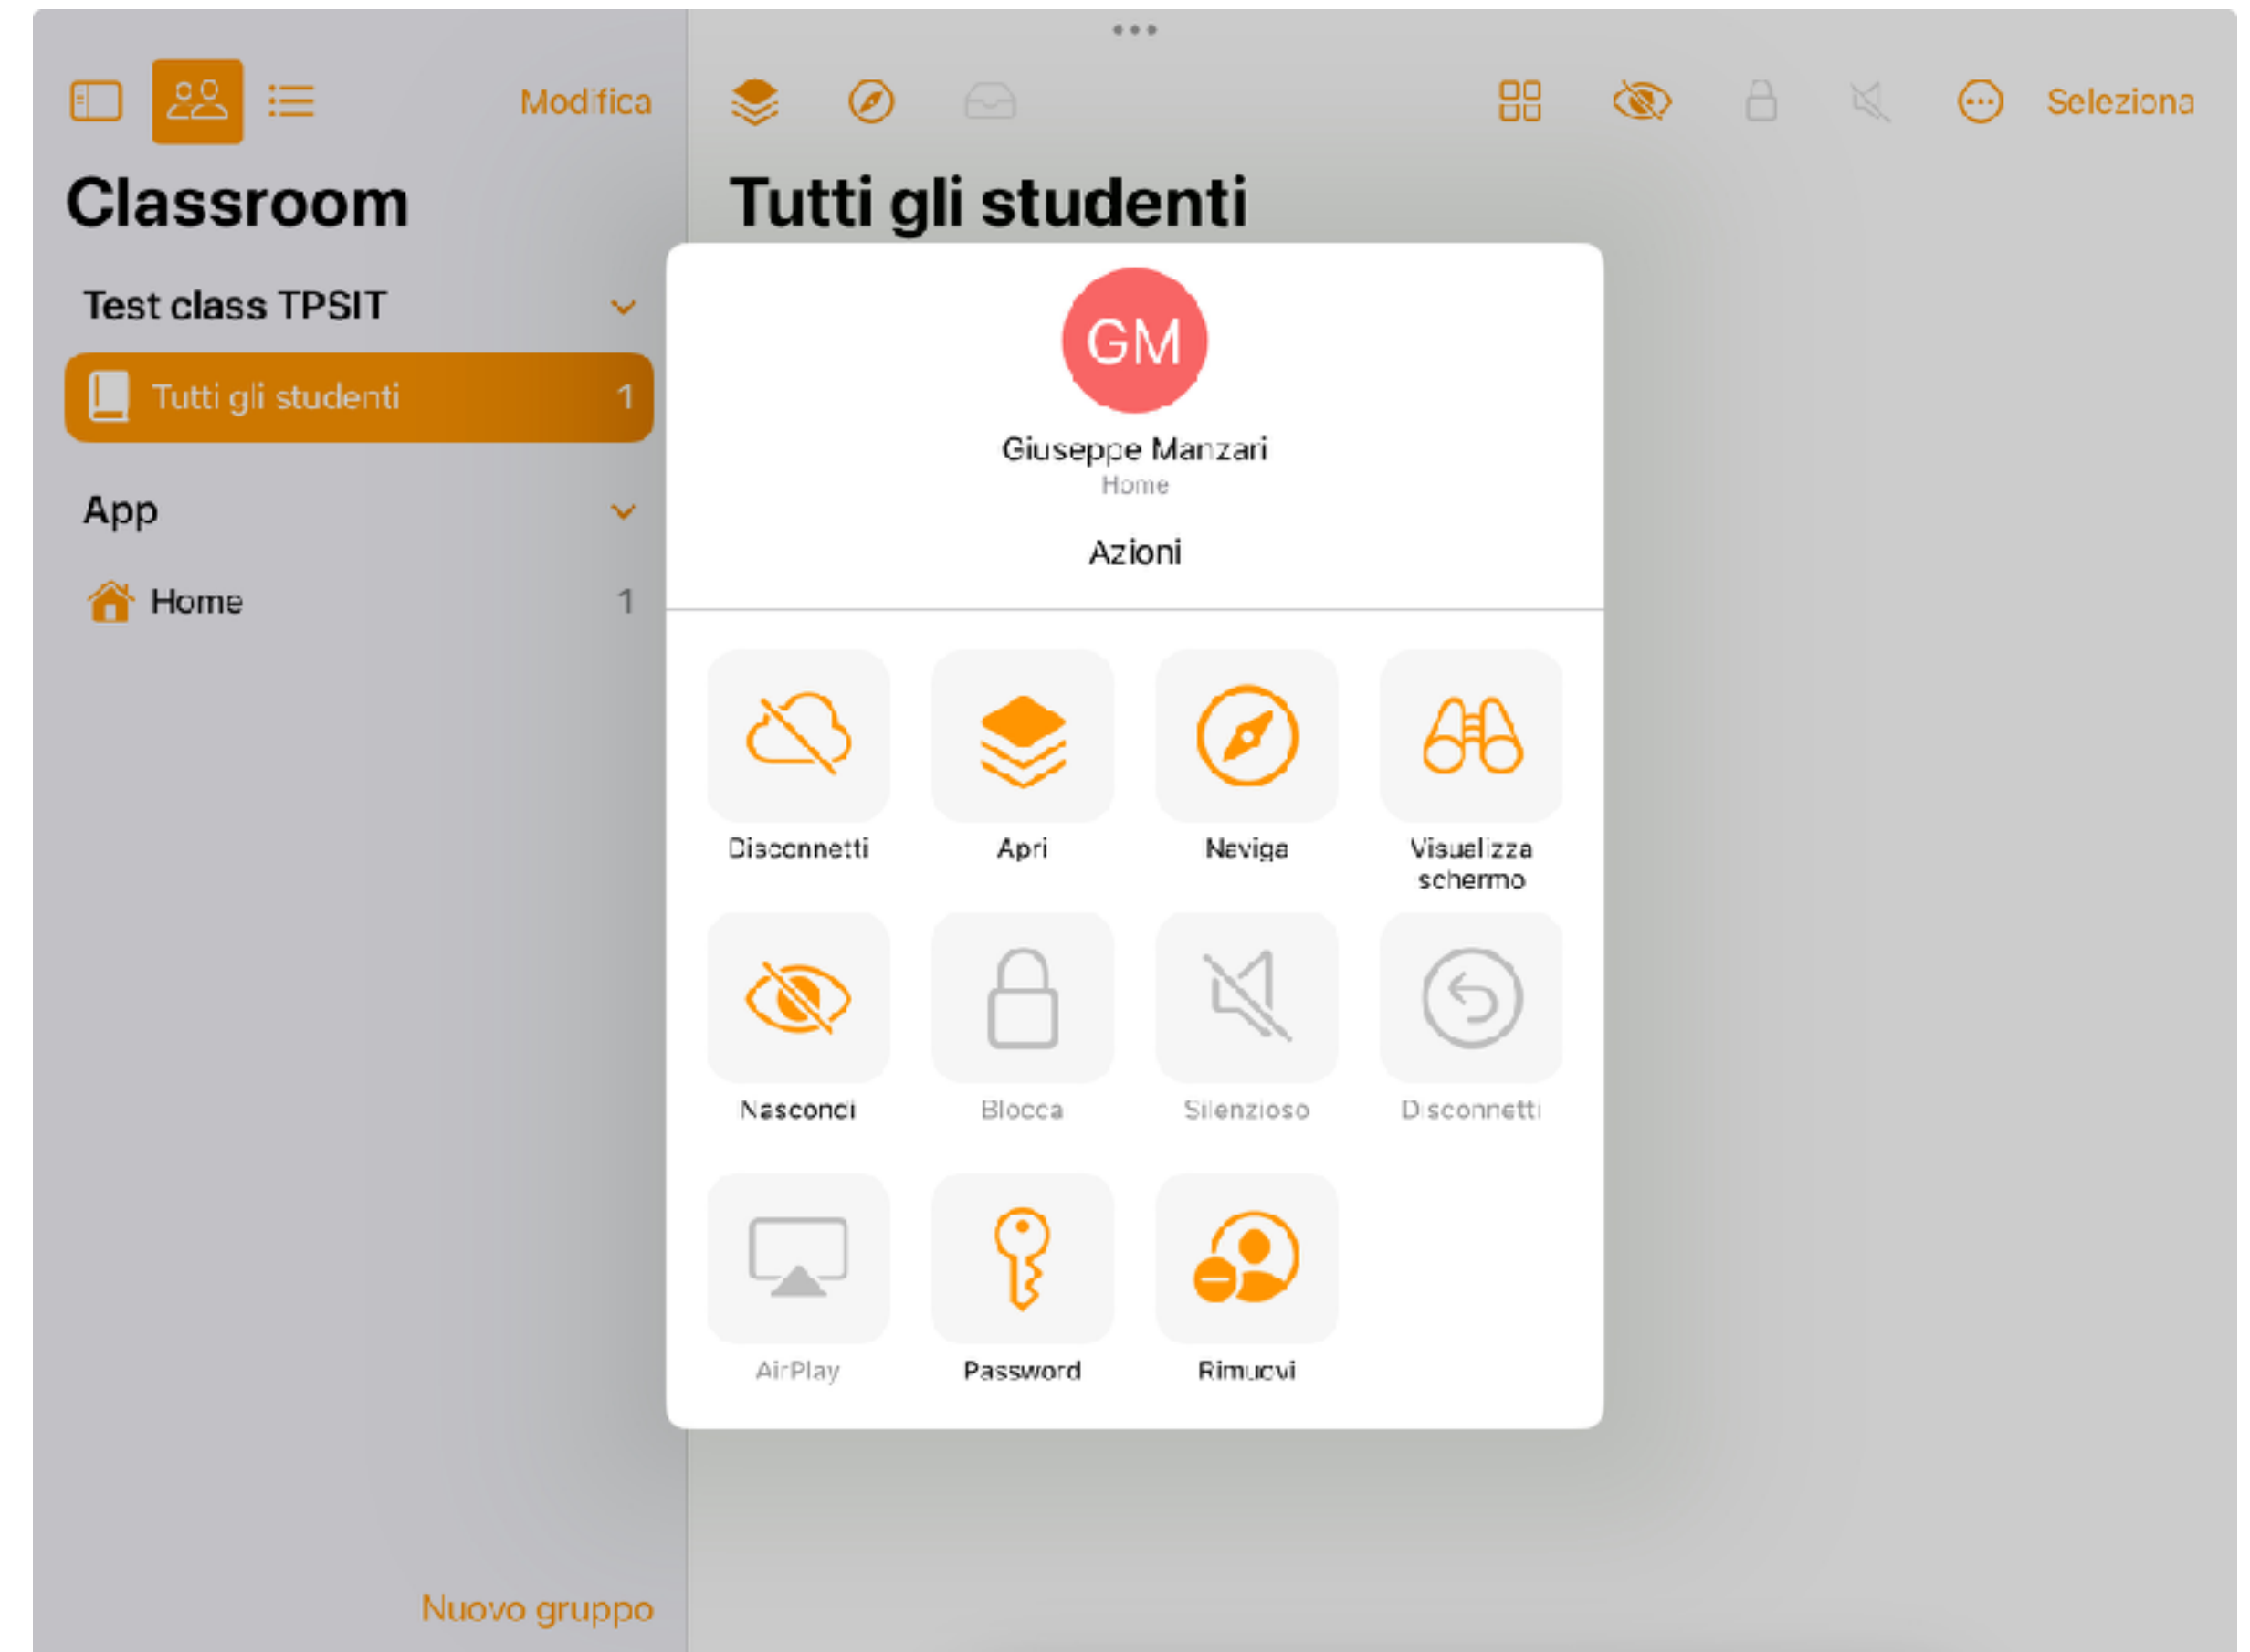 Modifica
Seleziona
Classroom
Tutti gli studenti
Test class TPSIT
Tutti gli studenti 1
App
Home 1
GM
Giuseppe Manzari
Home
Azioni
Disconnetti Apri Naviga Visualizza
schermo
Nascondi Blocca Silenzioso Disconnetti
AirPlay Password Rimuovi
Nuovo gruppo